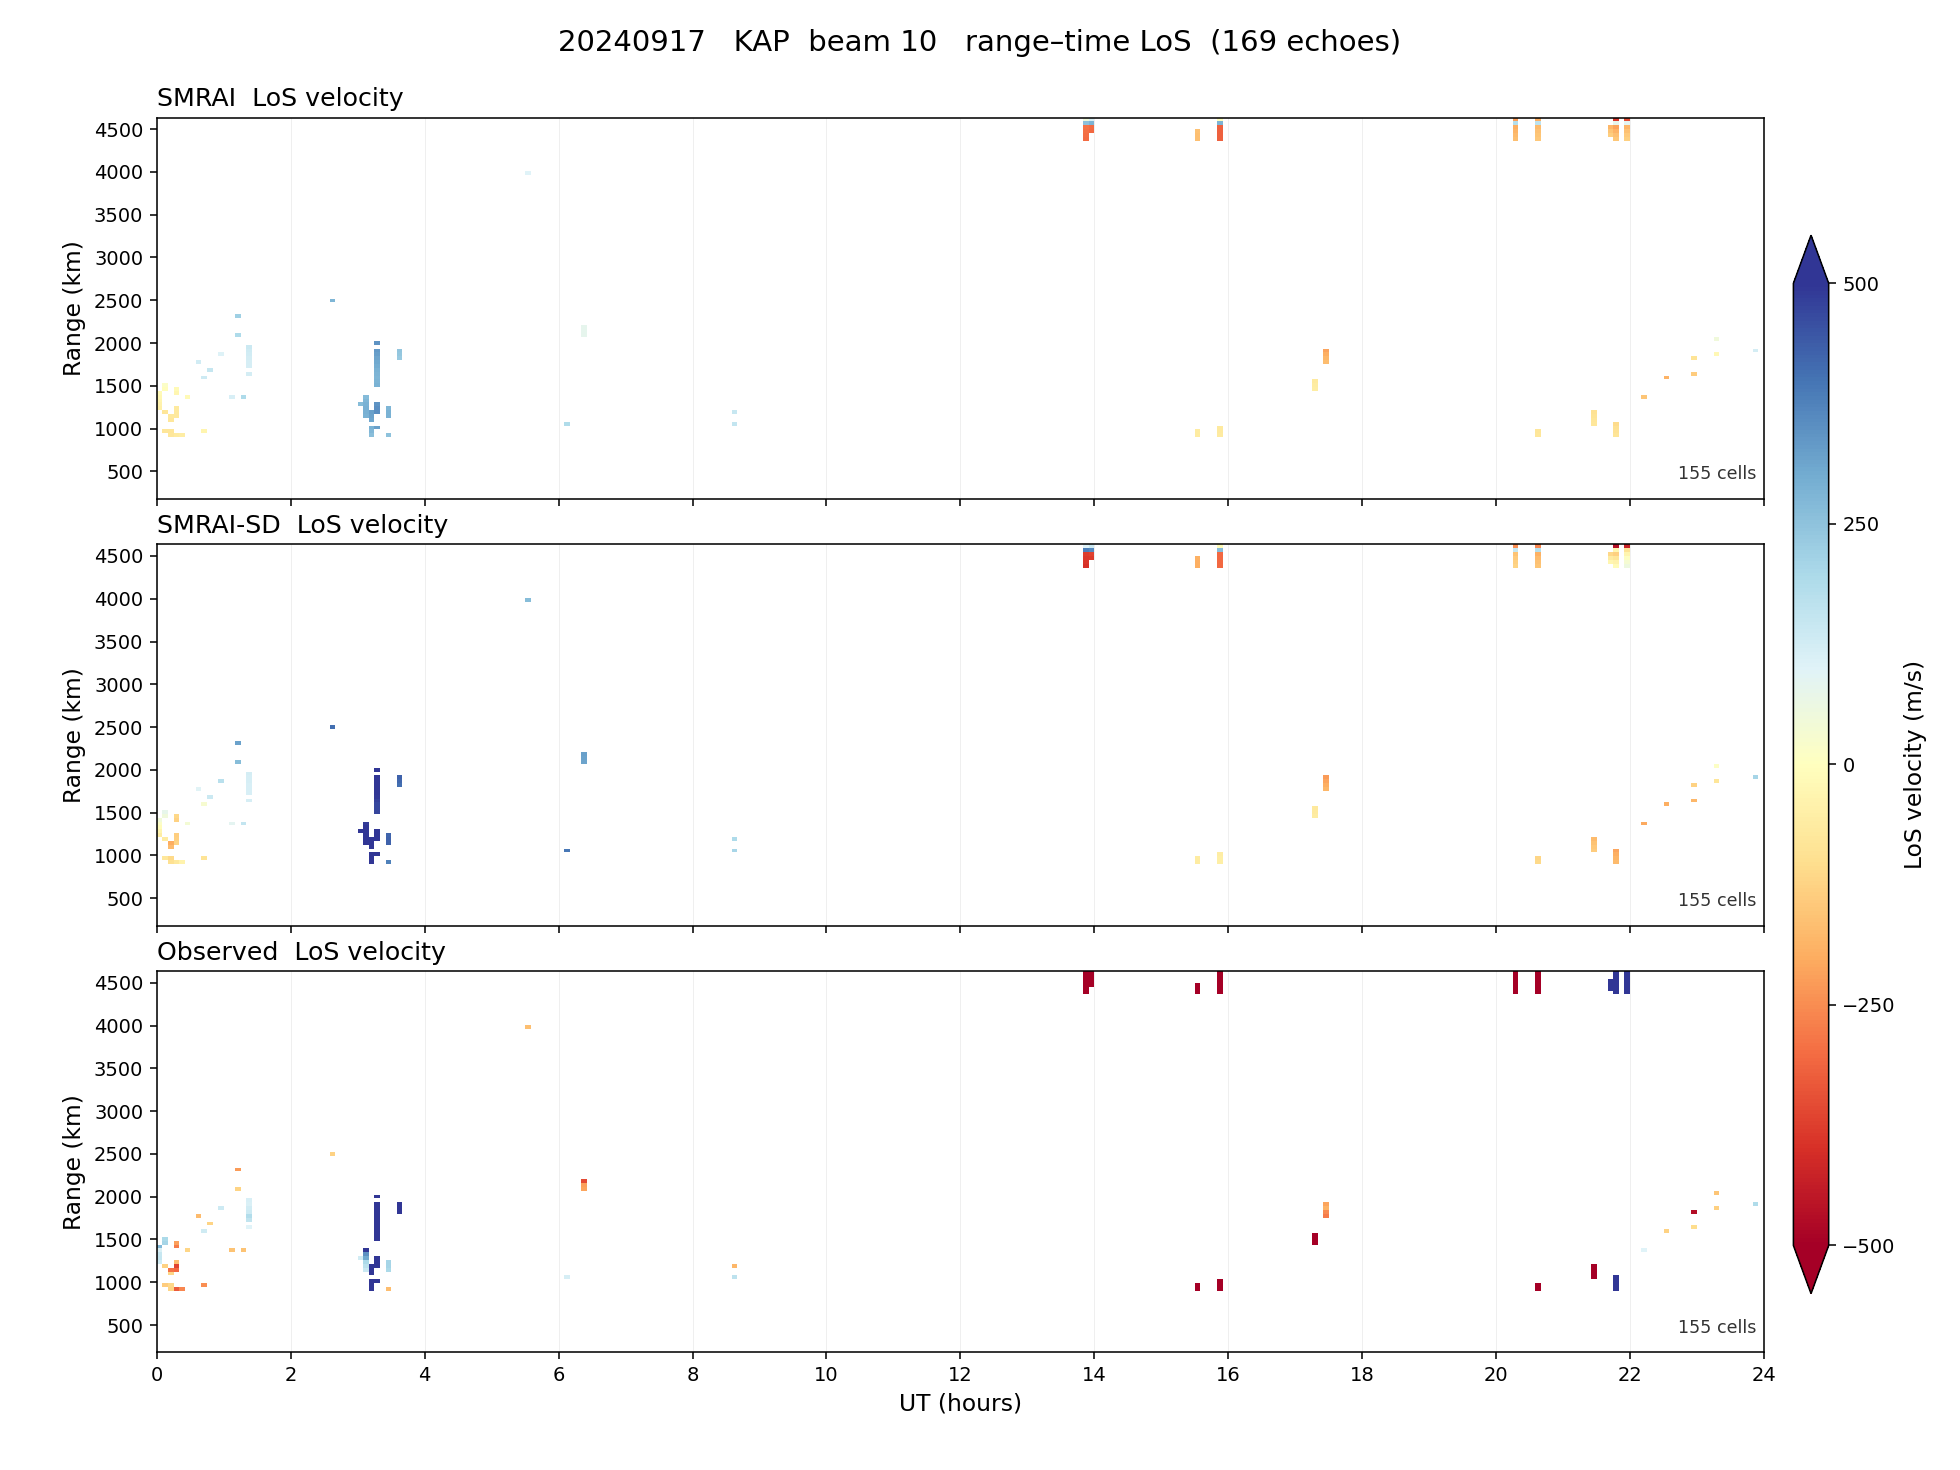 20240917   KAP  beam 10   range–time LoS  (169 echoes)
SMRAI  LoS velocity
4500
4000
3500
3000
2500
2000
1500
1000
500
Range (km)
155 cells
SMRAI-SD  LoS velocity
4500
4000
3500
3000
2500
2000
1500
1000
500
Range (km)
155 cells
Observed  LoS velocity
4500
4000
3500
3000
2500
2000
1500
1000
500
Range (km)
155 cells
0 2 4 6 8 10 12 14 16 18 20 22 24
UT (hours)
500
250
0
−250
−500
LoS velocity (m/s)